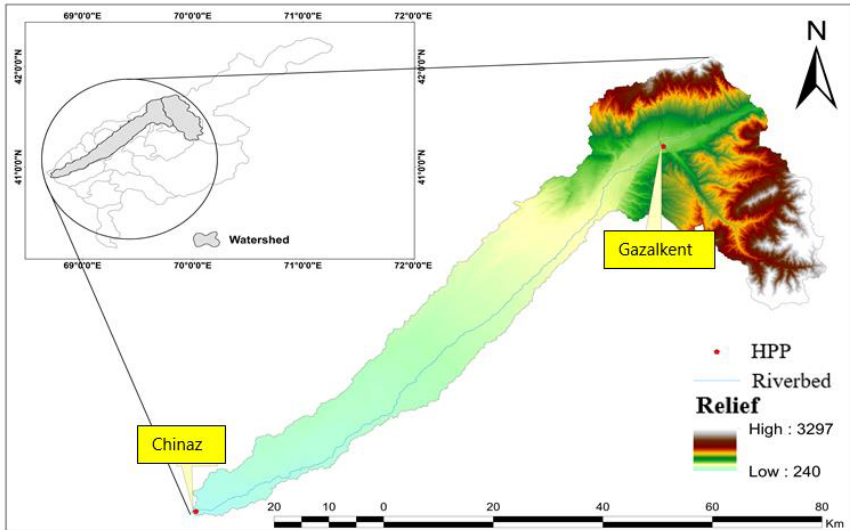 69°0'0"E
70°0'0"E
71°0'0"E
72°0'0"E
42°0'0"N
42°0'0"N
41°0'0"N
41°0'0"N
Watershed
69°0'0"E
70°0'0"E
71°0'0"E
72°0'0"E
N
Gazalkent
HPP
Riverbed
Relief
High : 3297
Low : 240
Chinaz
20
10
0
20
40
60
80
Km